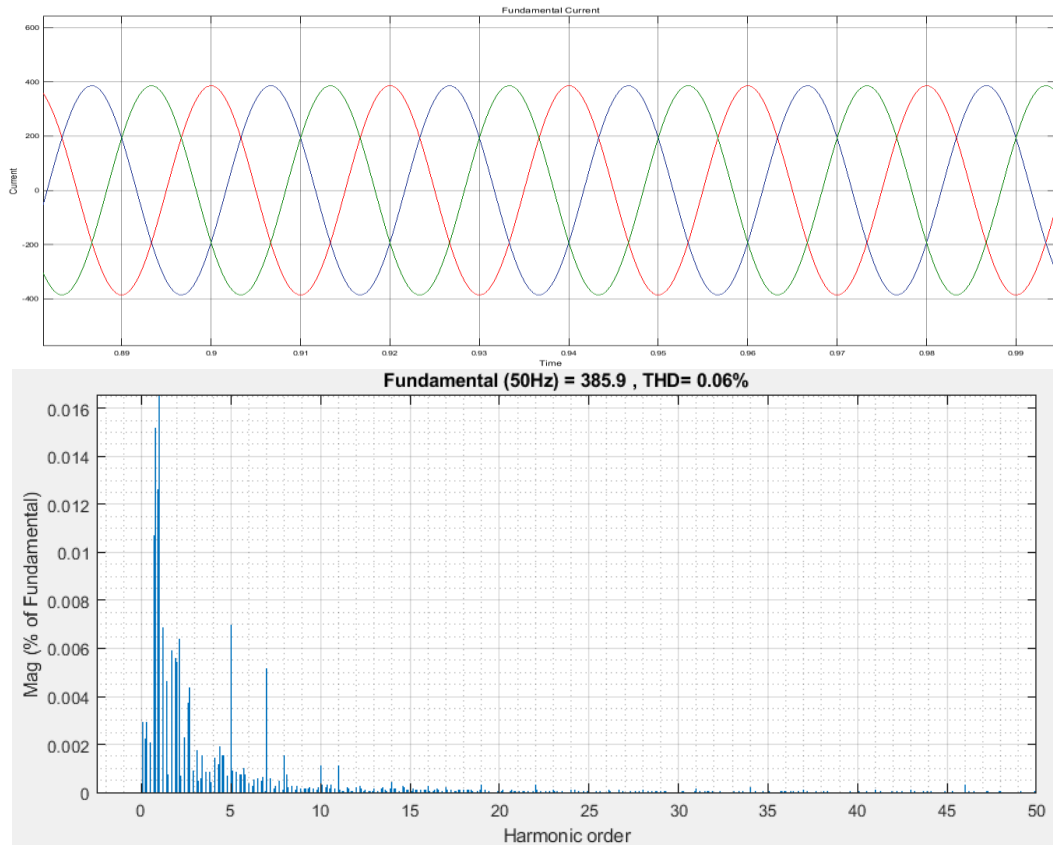 Fundamental Current
600
400
200
0
-200
-400
Current
0.89 0.9 0.91 0.92 0.93 0.94 0.95 0.96 0.97 0.98 0.99
Time
Fundamental (50Hz) = 385.9 , THD= 0.06%
0.016
0.014
0.012
0.01
0.008
0.006
0.004
0.002
0
Mag (% of Fundamental)
0 5 10 15 20 25 30 35 40 45 50
Harmonic order